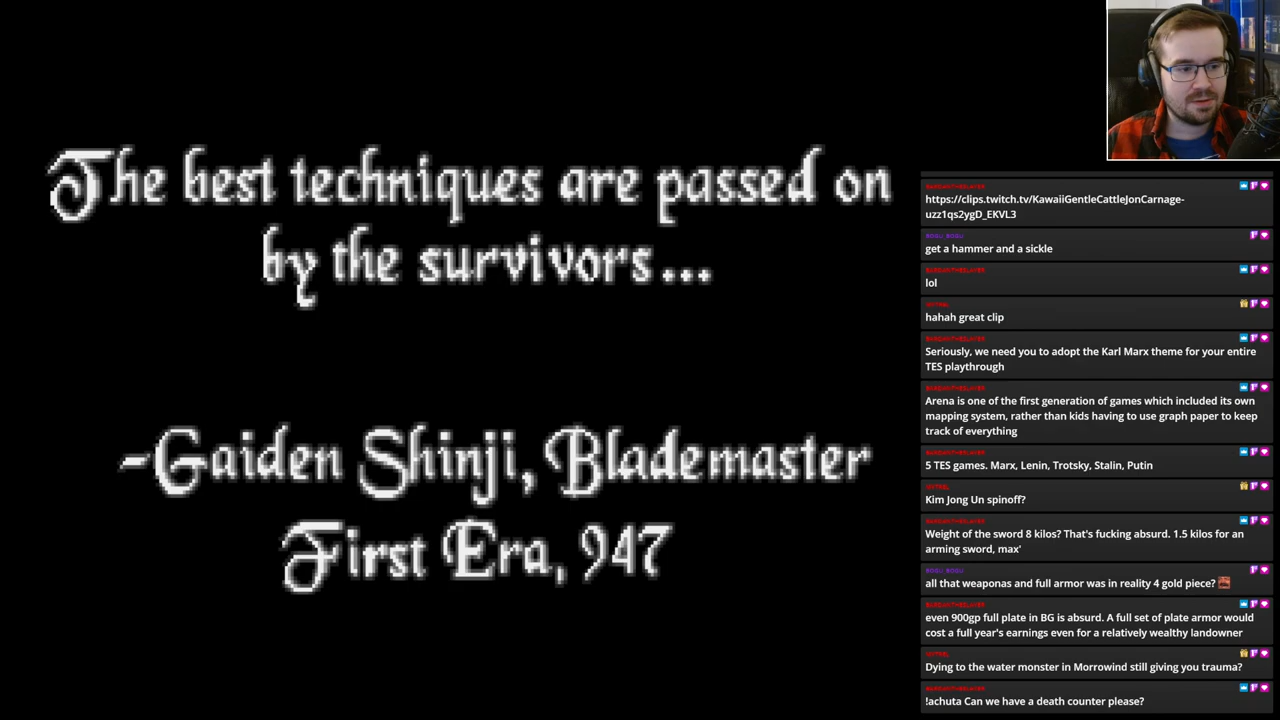 The best techniques are passed on
by the survivors...
-Gaiden Shinji, Blademaster
First Era, 947
https://clips.twitch.tv/KawaiiGentleCattleJonCarnage-
uzz1qs2ygD_EKVL3
get a hammer and a sickle
lol
hahah great clip
Seriously, we need you to adopt the Karl Marx theme for your entire
TES playthrough
Arena is one of the first generation of games which included its own
mapping system, rather than kids having to use graph paper to keep
track of everything
5 TES games. Marx, Lenin, Trotsky, Stalin, Putin
Kim Jong Un spinoff?
Weight of the sword 8 kilos? That's fucking absurd. 1.5 kilos for an
arming sword, max'
all that weaponas and full armor was in reality 4 gold piece?
even 900gp full plate in BG is absurd. A full set of plate armor would
cost a full year's earnings even for a relatively wealthy landowner
Dying to the water monster in Morrowind still giving you trauma?
!achuta Can we have a death counter please?